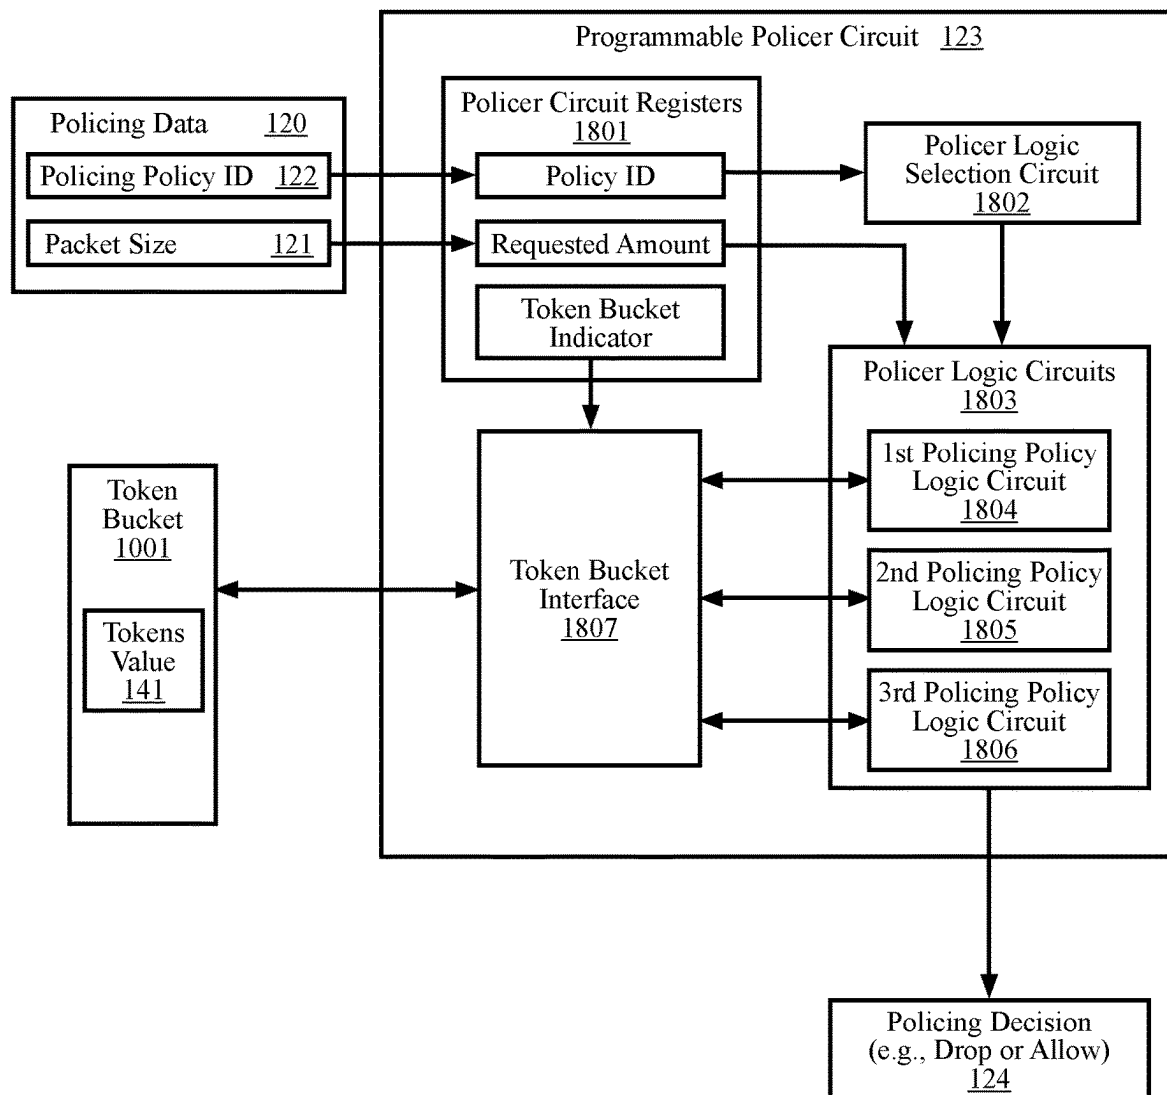 Programmable Policer Circuit 123
Policing Data 120
Policing Policy ID 122
Packet Size 121
Policer Circuit Registers
1801
Policy ID
Requested Amount
Token Bucket
Indicator
Policer Logic
Selection Circuit
1802
Policer Logic Circuits
1803
1st Policing Policy
Logic Circuit
1804
2nd Policing Policy
Logic Circuit
1805
3rd Policing Policy
Logic Circuit
1806
Token Bucket
Interface
1807
Token
Bucket
1001
Tokens
Value
141
Policing Decision
(e.g., Drop or Allow)
124